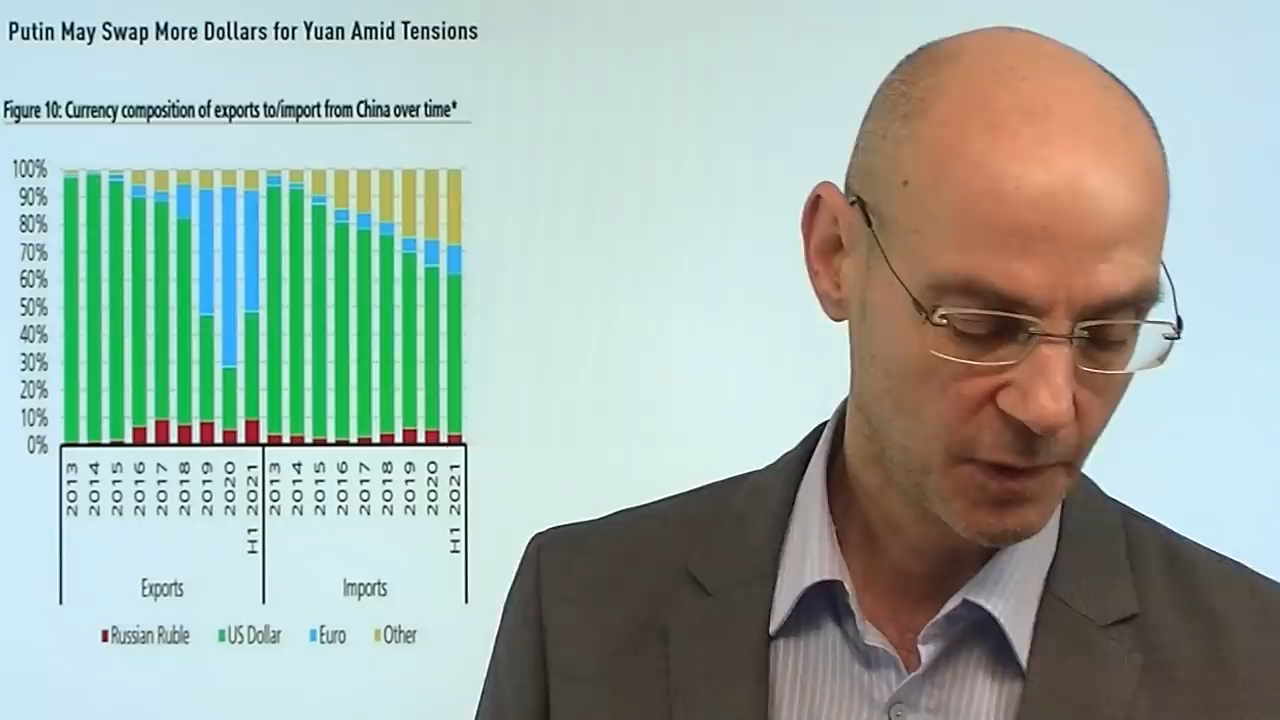 Putin May Swap More Dollars for Yuan Amid Tensions
Figure 10: Currency composition of exports to/import from China over time*
100%
90%
80%
70%
60%
50%
40%
30%
20%
10%
0%
2013 2014 2015 2016 2017 2018 2019 2020 H1 2021 2013 2014 2015 2016 2017 2018 2019 2020 H1 2021
Exports Imports
Russian Ruble US Dollar Euro Other